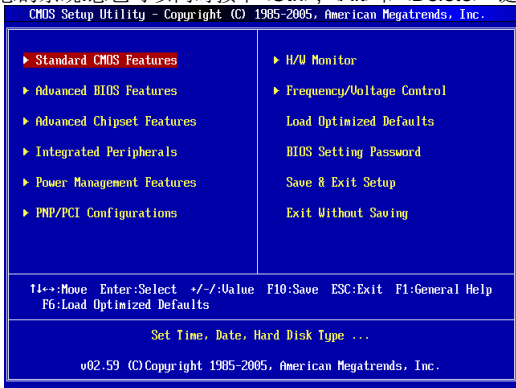 CMOS Setup Utility - Copyright (C) 1985-2005, American Megatrends, Inc.
▶ Standard CMOS Features
▶ Advanced BIOS Features
▶ Advanced Chipset Features
▶ Integrated Peripherals
▶ Power Management Features
▶ PNP/PCI Configurations
▶ H/W Monitor
▶ Frequency/Voltage Control
Load Optimized Defaults
BIOS Setting Password
Save & Exit Setup
Exit Without Saving
↑↓↔:Move Enter:Select +/-/:Value F10:Save ESC:Exit F1:General Help
F6:Load Optimized Defaults
Set Time, Date, Hard Disk Type ...
v02.59 (C)Copyright 1985-2005, American Megatrends, Inc.